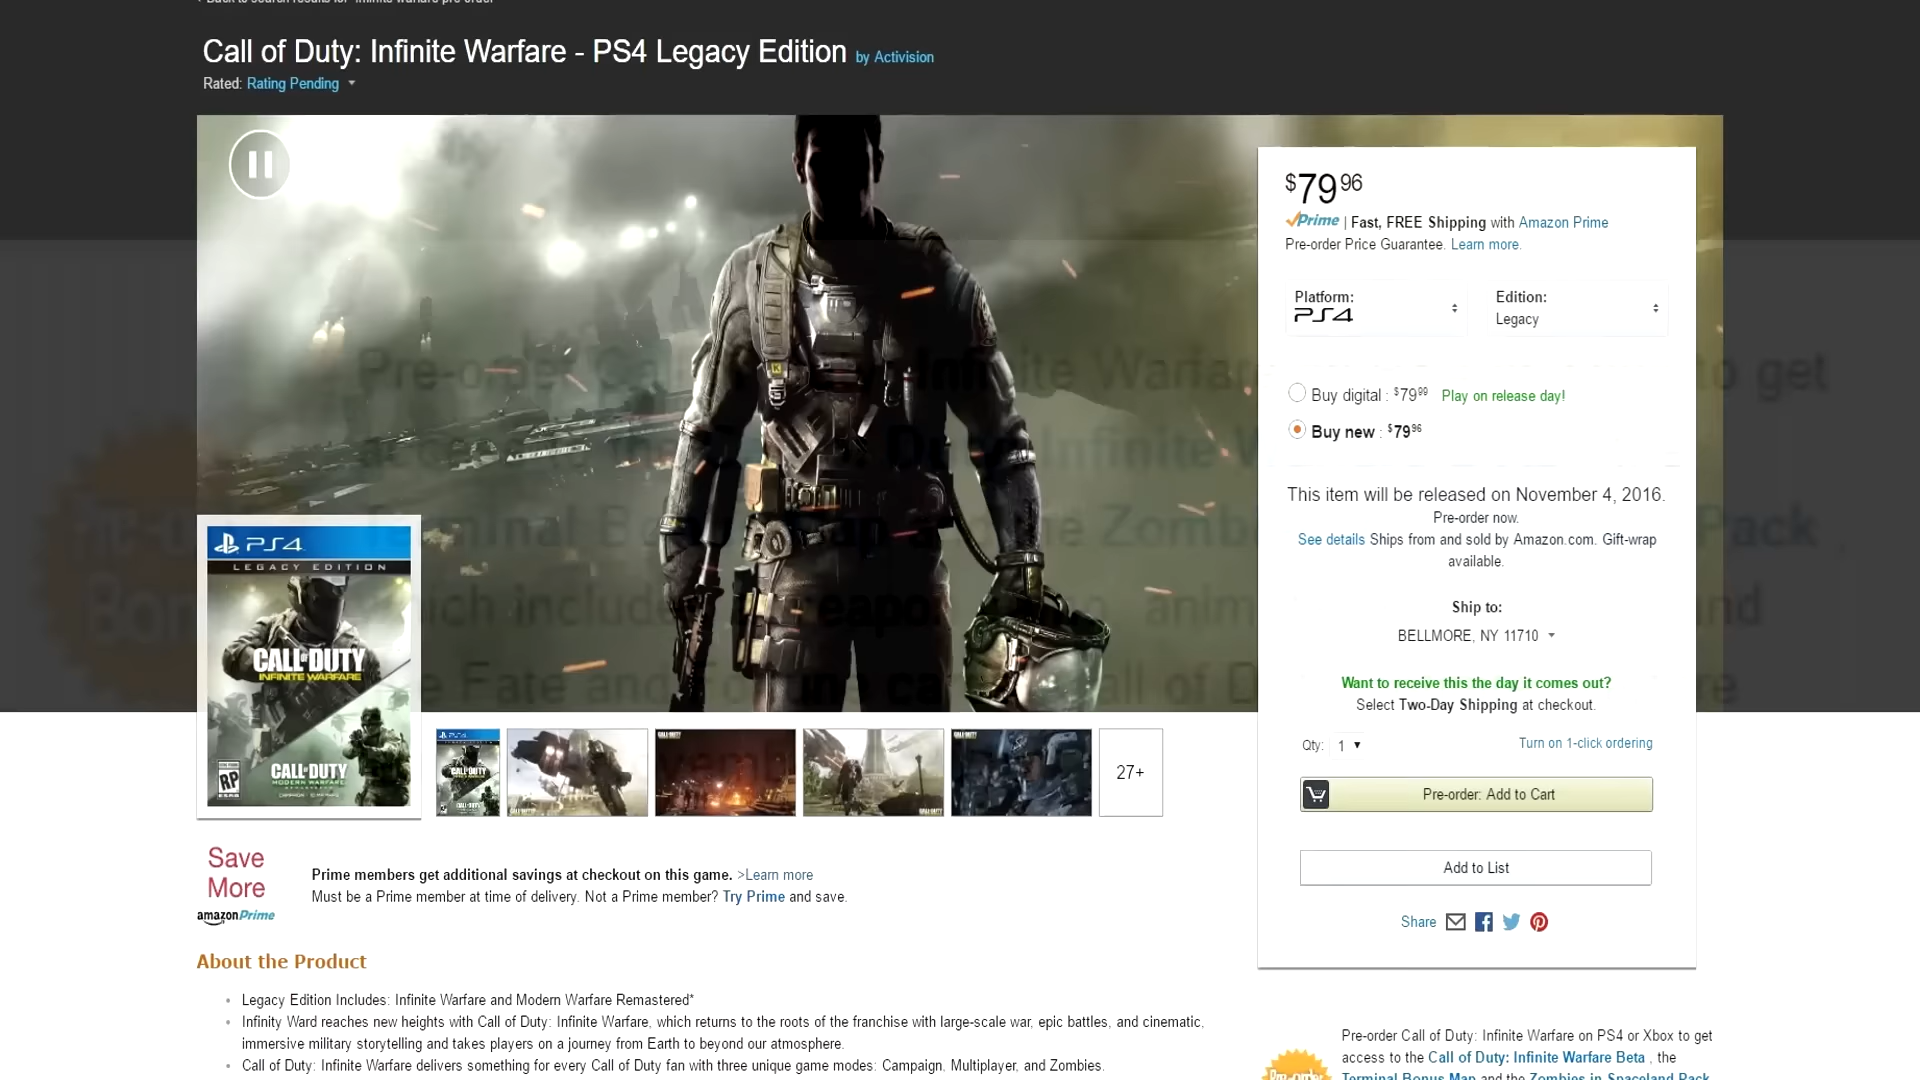 Call of Duty: Infinite Warfare - PS4 Legacy Edition by Activision
Rated: Rating Pending
$79 96
Prime | Fast, FREE Shipping with Amazon Prime
Pre-order Price Guarantee. Learn more.
Platform:
PS4
Edition:
Legacy
Buy digital : $79 99 Play on release day!
Buy new : $79 96
This item will be released on November 4, 2016.
Pre-order now.
See details Ships from and sold by Amazon.com. Gift-wrap
available.
Ship to:
BELLMORE, NY 11710
Want to receive this the day it comes out?
Select Two-Day Shipping at checkout.
Qty: 1
Turn on 1-click ordering
Pre-order: Add to Cart
Add to List
Share
PS4
LEGACY EDITION
CALL OF DUTY
INFINITE WARFARE
RP
CALL OF DUTY
MODERN WARFARE
27+
Save
More
amazonPrime
Prime members get additional savings at checkout on this game. >Learn more
Must be a Prime member at time of delivery. Not a Prime member? Try Prime and save.
About the Product
Legacy Edition Includes: Infinite Warfare and Modern Warfare Remastered*
Infinity Ward reaches new heights with Call of Duty: Infinite Warfare, which returns to the roots of the franchise with large-scale war, epic battles, and cinematic,
immersive military storytelling and takes players on a journey from Earth to beyond our atmosphere.
Call of Duty: Infinite Warfare delivers something for every Call of Duty fan with three unique game modes: Campaign, Multiplayer, and Zombies.
Pre-order Call of Duty: Infinite Warfare on PS4 or Xbox to get
access to the Call of Duty: Infinite Warfare Beta , the
Terminal Bonus Map and the Zombies in Spaceland Pack